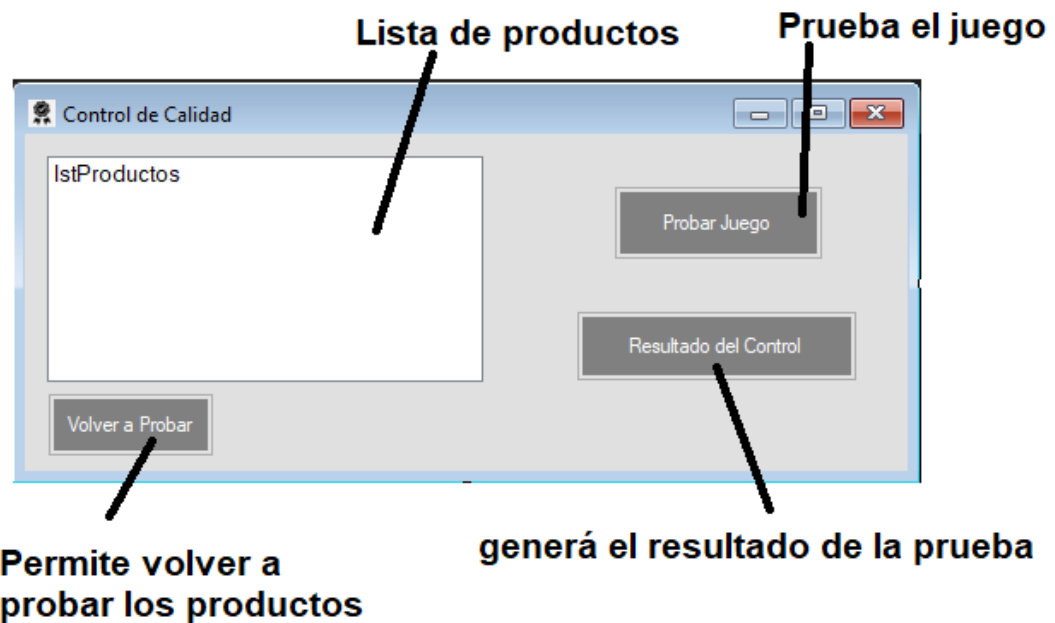 Lista de productos
Prueba el juego
Control de Calidad
lstProductos
Probar Juego
Resultado del Control
Volver a Probar
Permite volver a
probar los productos
generá el resultado de la prueba